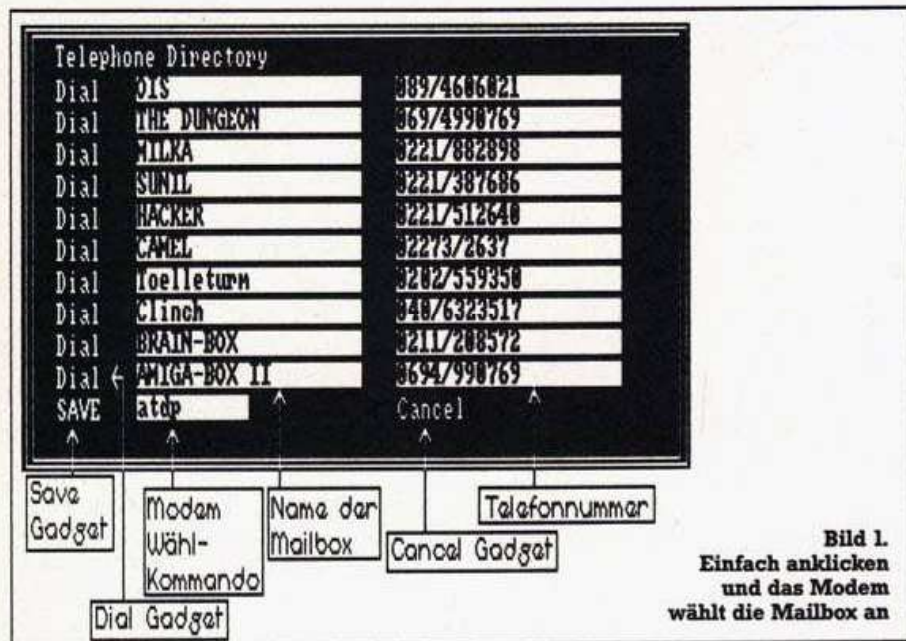 Telephone Directory
Dial OIS 089/4606021
Dial THE DUNGEON 069/4990769
Dial MILKA 0221/882898
Dial SUNIL 0221/387686
Dial HACKER 0221/512640
Dial CAMEL 02273/2637
Dial Toelleturm 0202/559350
Dial Clinch 040/6323517
Dial BRAIN-BOX 0211/208572
Dial AMIGA-BOX II 0694/990769
SAVE atdp Cancel
Save
Gadget
Modem
Wähl-
Kommando
Name der
Mailbox
Telefonnummer
Cancel Gadget
Dial Gadget
Bild 1.
Einfach anklicken
und das Modem
wählt die Mailbox an